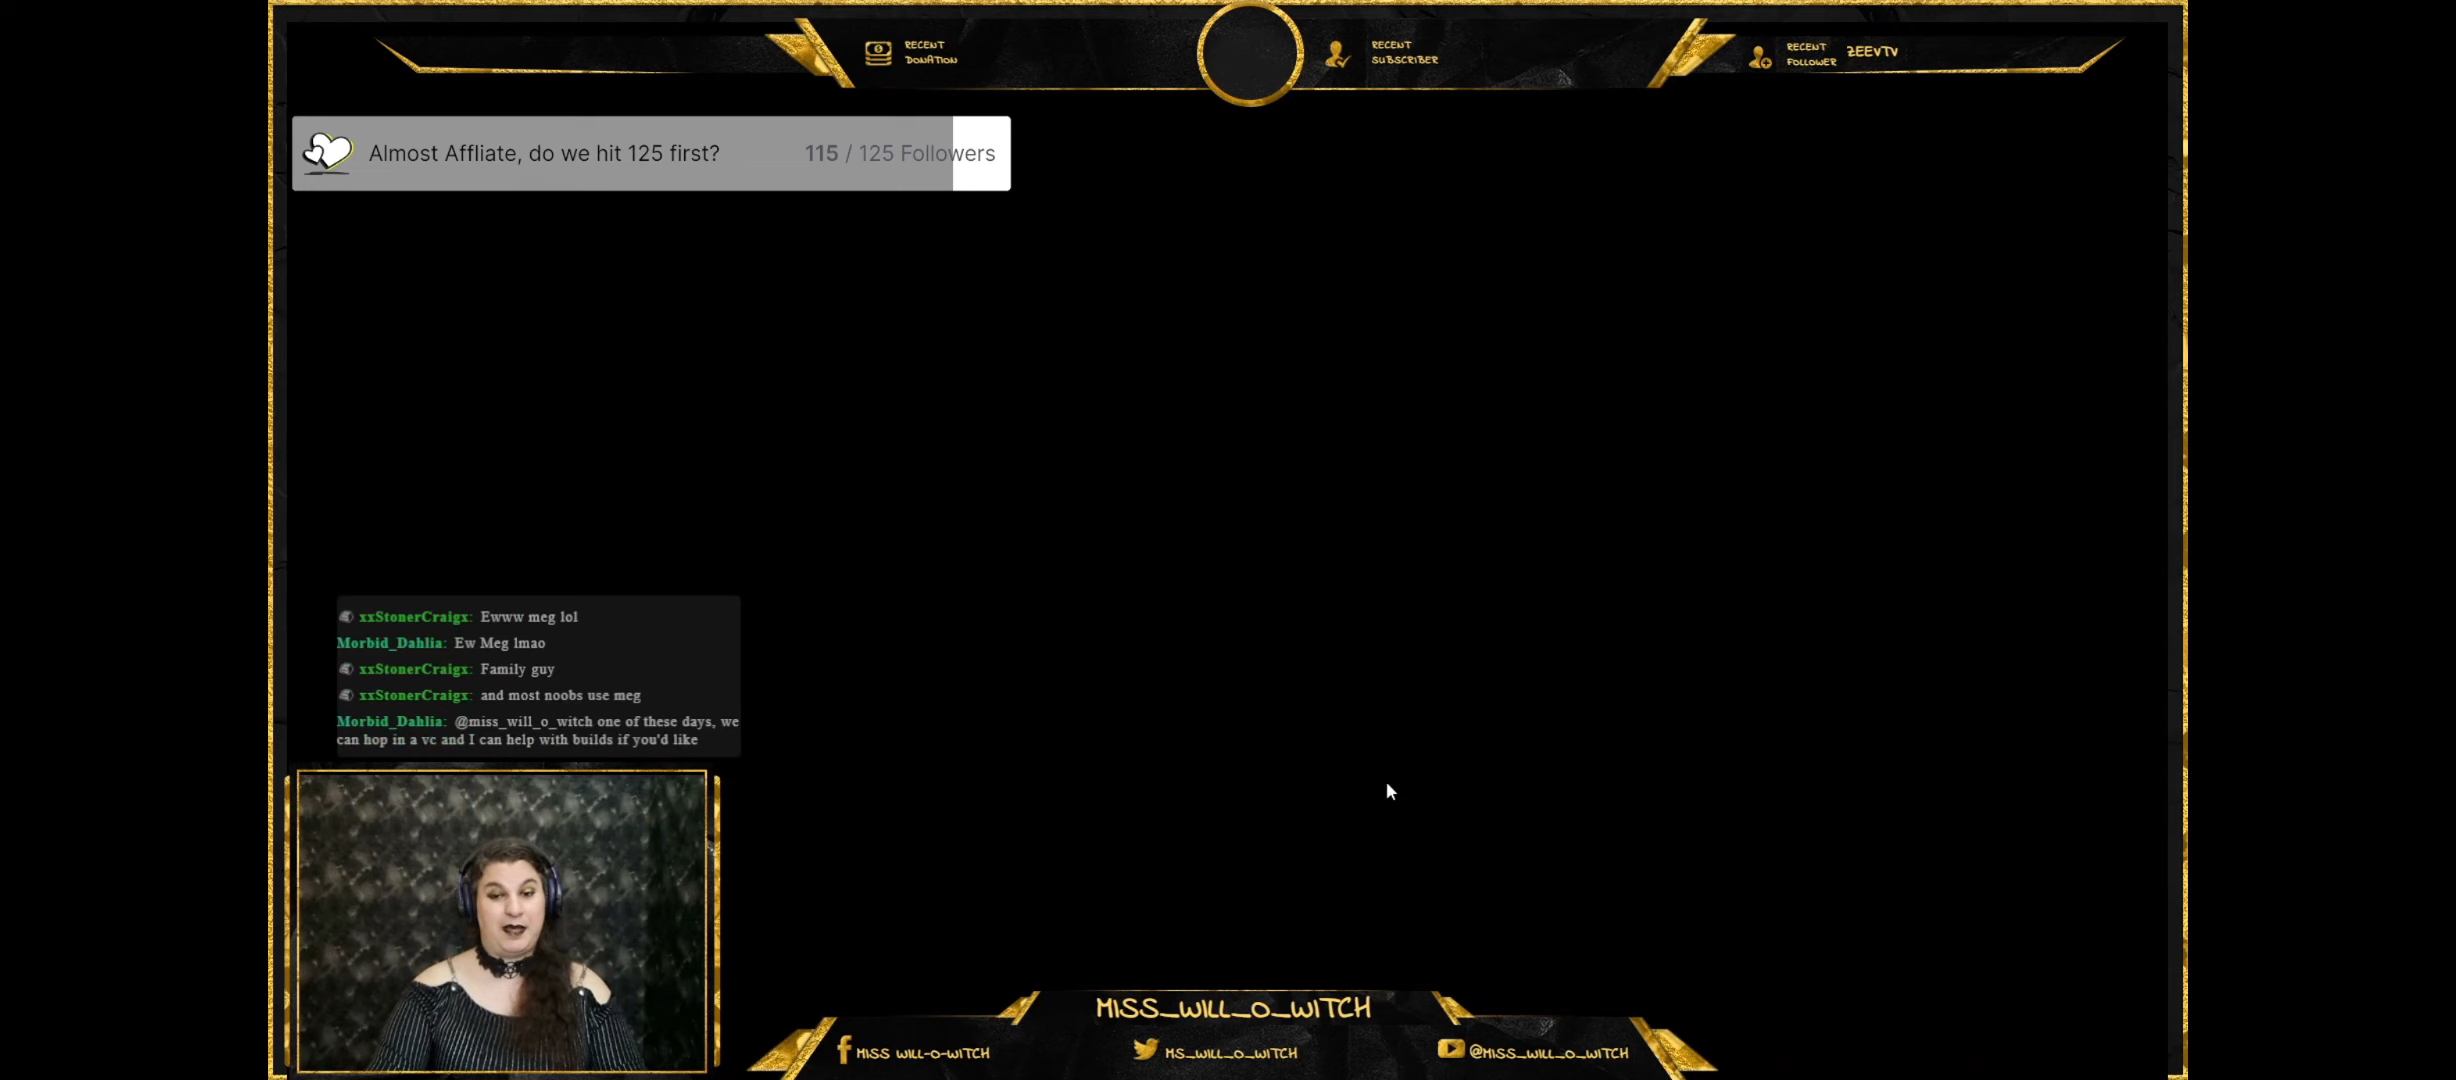 RECENT
DONATION
RECENT
SUBSCRIBER
RECENT
FOLLOWER
ZEEVTV
Almost Affliate, do we hit 125 first? 115 / 125 Followers
xxStonerCraigx: Ewww meg lol
Morbid_Dahlia: Ew Meg lmao
xxStonerCraigx: Family guy
xxStonerCraigx: and most noobs use meg
Morbid_Dahlia: @miss_will_o_witch one of these days, we
can hop in a vc and I can help with builds if you'd like
MISS_WILL_O_WITCH
MISS WILL-O-WITCH
MS_WILL_O_WITCH
@MISS_WILL_O_WITCH